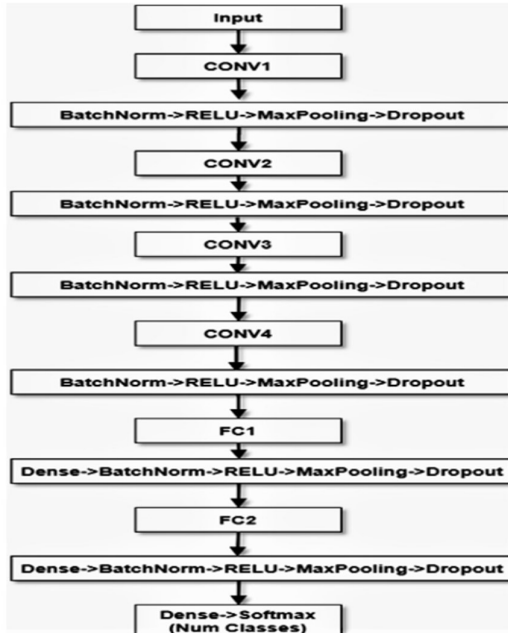 Input
CONV1
BatchNorm->RELU->MaxPooling->Dropout
CONV2
BatchNorm->RELU->MaxPooling->Dropout
CONV3
BatchNorm->RELU->MaxPooling->Dropout
CONV4
BatchNorm->RELU->MaxPooling->Dropout
FC1
Dense->BatchNorm->RELU->MaxPooling->Dropout
FC2
Dense->BatchNorm->RELU->MaxPooling->Dropout
Dense->Softmax
(Num Classes)